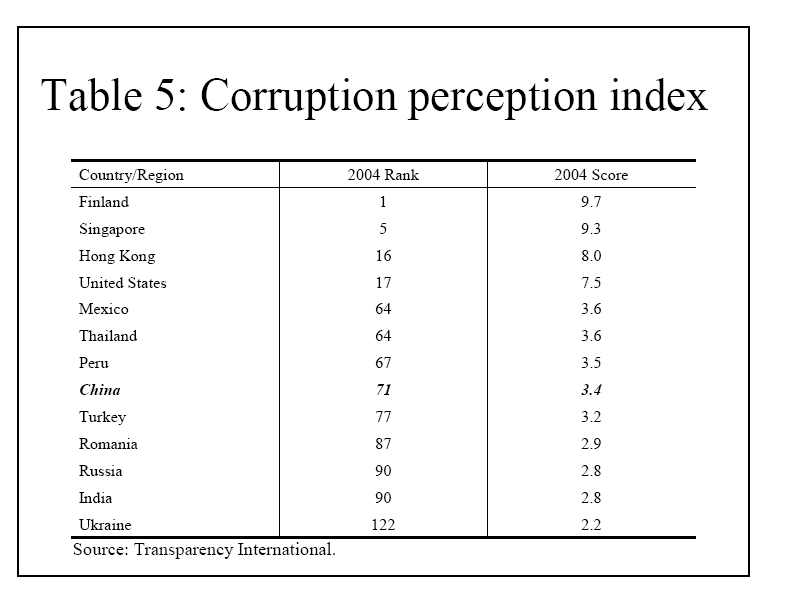 Table 5: Corruption perception index
Country/Region 2004 Rank 2004 Score
Finland 1 9.7
Singapore 5 9.3
Hong Kong 16 8.0
United States 17 7.5
Mexico 64 3.6
Thailand 64 3.6
Peru 67 3.5
China 71 3.4
Turkey 77 3.2
Romania 87 2.9
Russia 90 2.8
India 90 2.8
Ukraine 122 2.2
Source: Transparency International.